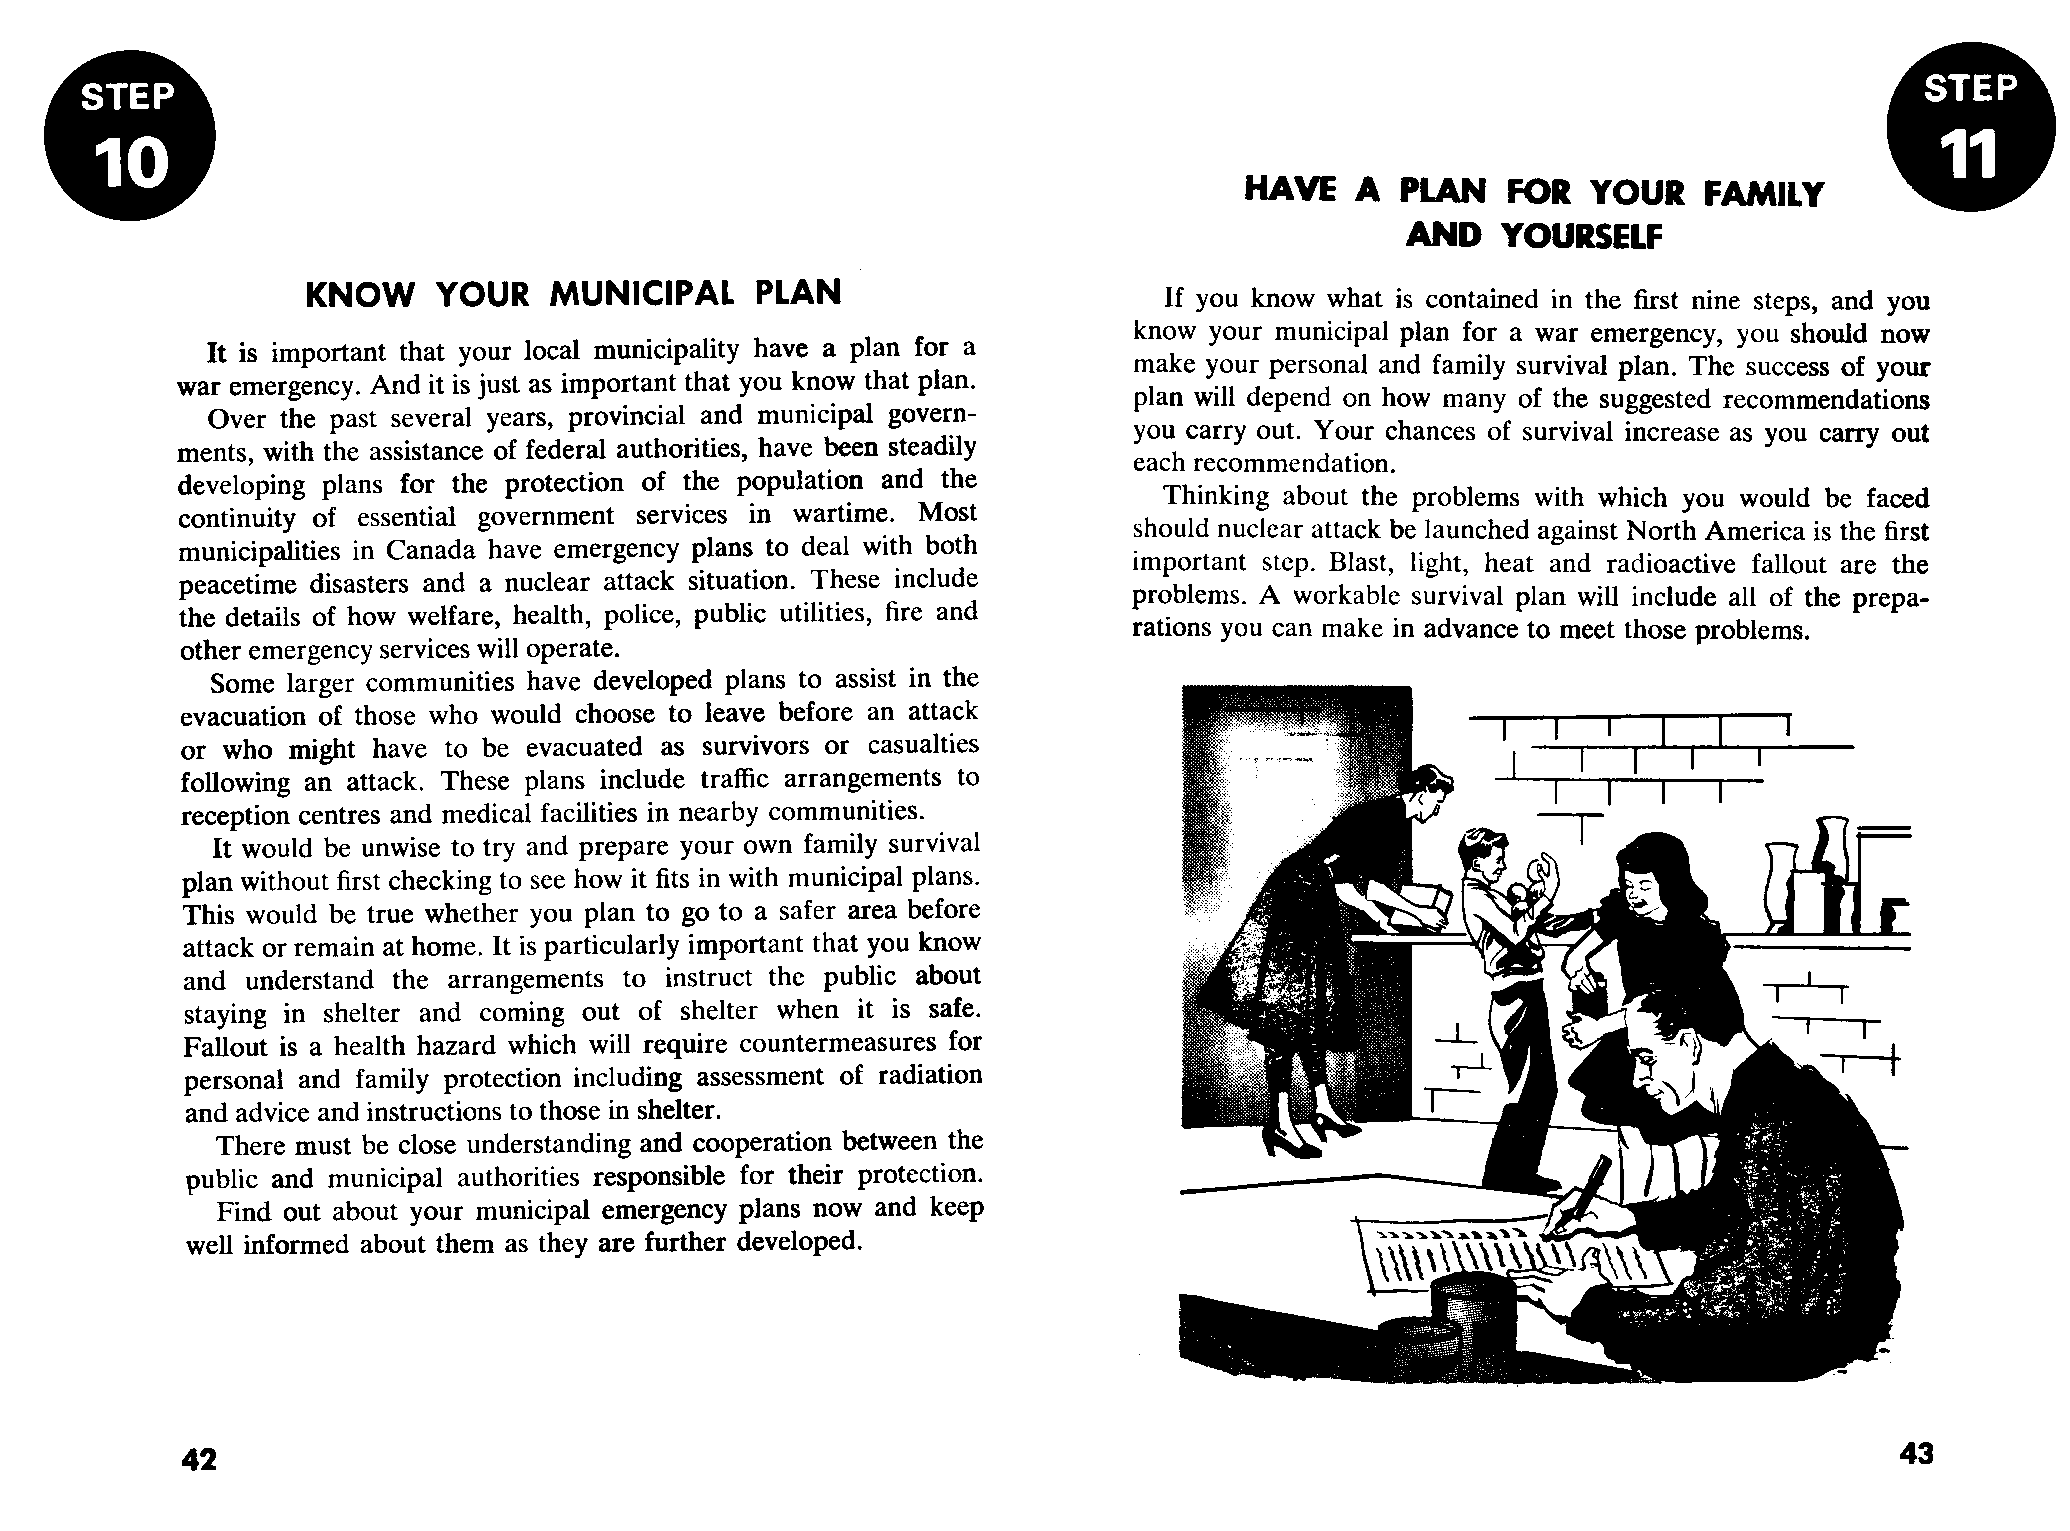 STEP
10
KNOW YOUR MUNICIPAL PLAN
It is important that your local municipality have a plan for a
war emergency. And it is just as important that you know that plan.
Over the past several years, provincial and municipal govern-
ments, with the assistance of federal authorities, have been steadily
developing plans for the protection of the population and the
continuity of essential government services in wartime. Most
municipalities in Canada have emergency plans to deal with both
peacetime disasters and a nuclear attack situation. These include
the details of how welfare, health, police, public utilities, fire and
other emergency services will operate.
Some larger communities have developed plans to assist in the
evacuation of those who would choose to leave before an attack
or who might have to be evacuated as survivors or casualties
following an attack. These plans include traffic arrangements to
reception centres and medical facilities in nearby communities.
It would be unwise to try and prepare your own family survival
plan without first checking to see how it fits in with municipal plans.
This would be true whether you plan to go to a safer area before
attack or remain at home. It is particularly important that you know
and understand the arrangements to instruct the public about
staying in shelter and coming out of shelter when it is safe.
Fallout is a health hazard which will require countermeasures for
personal and family protection including assessment of radiation
and advice and instructions to those in shelter.
There must be close understanding and cooperation between the
public and municipal authorities responsible for their protection.
Find out about your municipal emergency plans now and keep
well informed about them as they are further developed.
42
STEP
11
HAVE A PLAN FOR YOUR FAMILY
AND YOURSELF
If you know what is contained in the first nine steps, and you
know your municipal plan for a war emergency, you should now
make your personal and family survival plan. The success of your
plan will depend on how many of the suggested recommendations
you carry out. Your chances of survival increase as you carry out
each recommendation.
Thinking about the problems with which you would be faced
should nuclear attack be launched against North America is the first
important step. Blast, light, heat and radioactive fallout are the
problems. A workable survival plan will include all of the prepa-
rations you can make in advance to meet those problems.
43